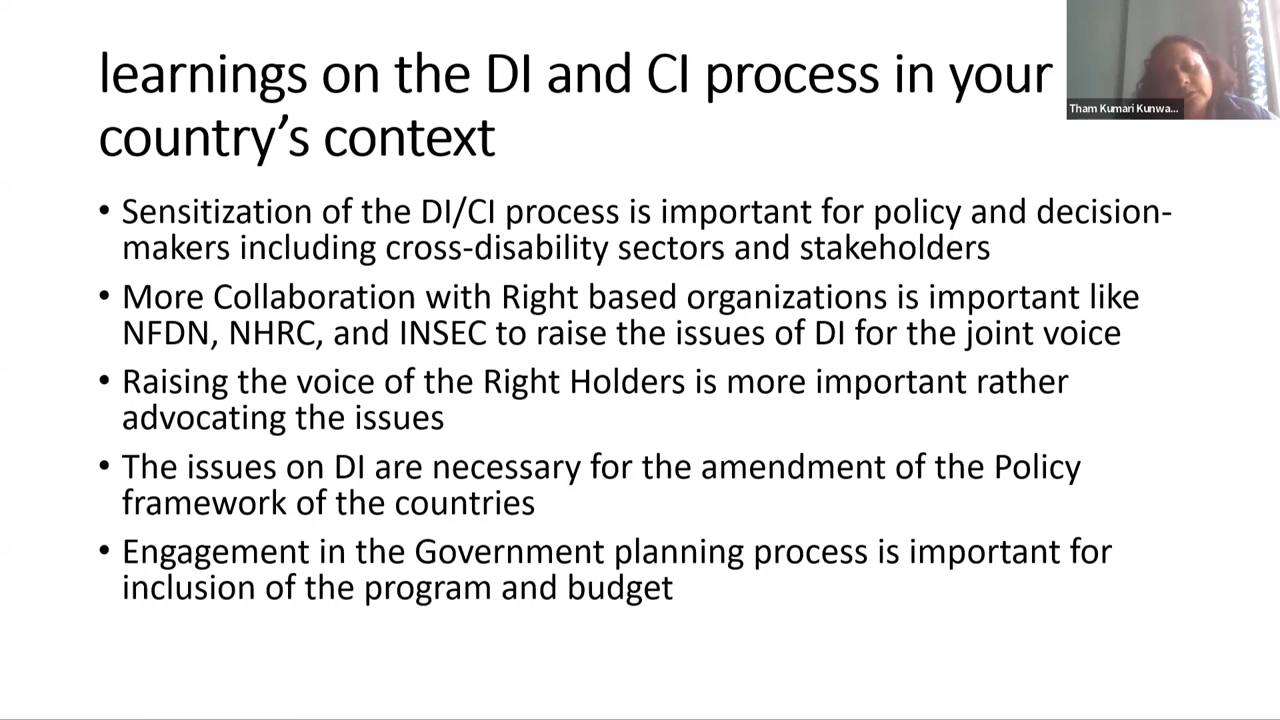 learnings on the DI and CI process in your
country’s context
Tham Kumari Kunwa...
• Sensitization of the DI/CI process is important for policy and decision-
makers including cross-disability sectors and stakeholders
• More Collaboration with Right based organizations is important like
NFDN, NHRC, and INSEC to raise the issues of DI for the joint voice
• Raising the voice of the Right Holders is more important rather
advocating the issues
• The issues on DI are necessary for the amendment of the Policy
framework of the countries
• Engagement in the Government planning process is important for
inclusion of the program and budget